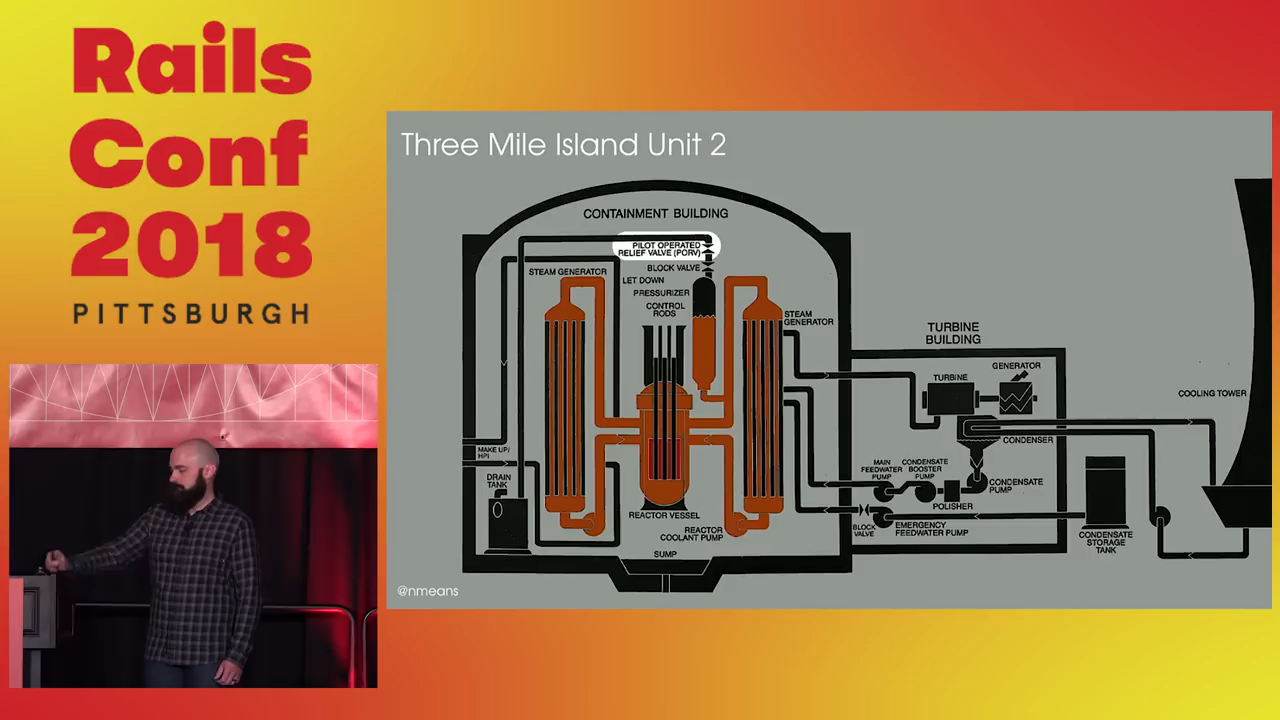 Rails
Conf
2018
PITTSBURGH
Three Mile Island Unit 2
CONTAINMENT BUILDING
PILOT OPERATED
RELIEF VALVE (PORV)
BLOCK VALVE
STEAM GENERATOR
LET DOWN
PRESSURIZER
CONTROL
RODS
STEAM
GENERATOR
TURBINE
BUILDING
GENERATOR
TURBINE
COOLING TOWER
CONDENSER
MAKE UP/
HPI
MAIN
FEEDWATER
PUMP
CONDENSATE
BOOSTER
PUMP
CONDENSATE
PUMP
POLISHER
DRAIN
TANK
REACTOR VESSEL
REACTOR
COOLANT PUMP
BLOCK
VALVE
EMERGENCY
FEEDWATER PUMP
CONDENSATE
STORAGE
TANK
SUMP
@nmeans